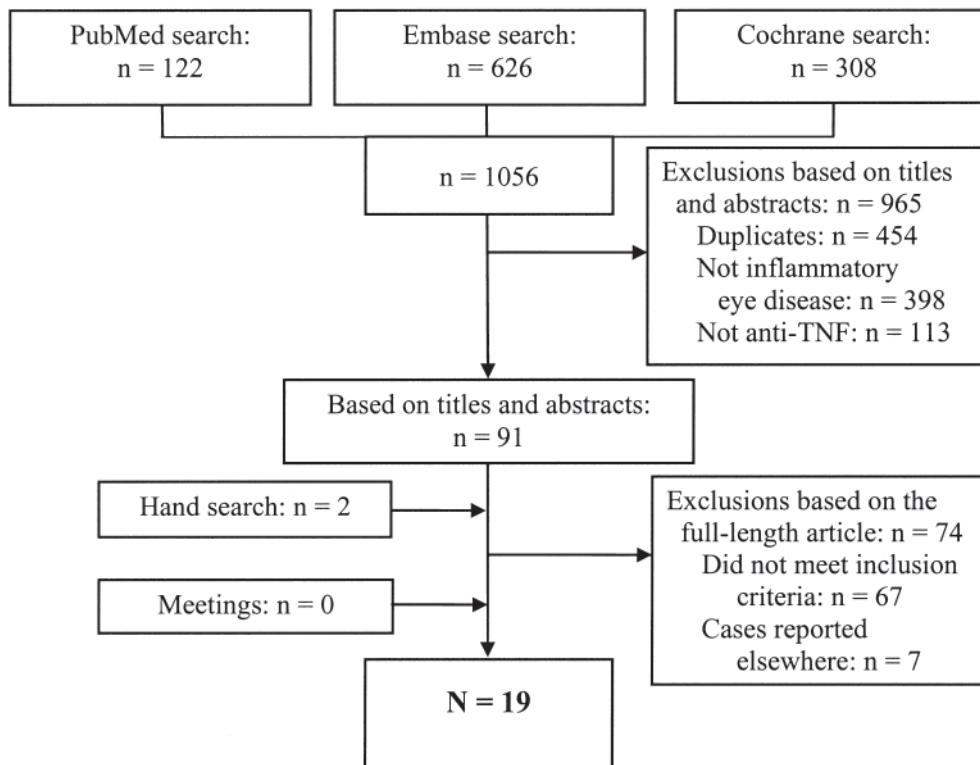 PubMed search:
n = 122
Embase search:
n = 626
Cochrane search:
n = 308
n = 1056
Exclusions based on titles
and abstracts: n = 965
Duplicates: n = 454
Not inflammatory
eye disease: n = 398
Not anti-TNF: n = 113
Based on titles and abstracts:
n = 91
Hand search: n = 2
Exclusions based on the
full-length article: n = 74
Did not meet inclusion
criteria: n = 67
Cases reported
elsewhere: n = 7
Meetings: n = 0
N = 19